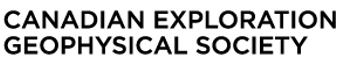 CANADIAN EXPLORATION
GEOPHYSICAL SOCIETY